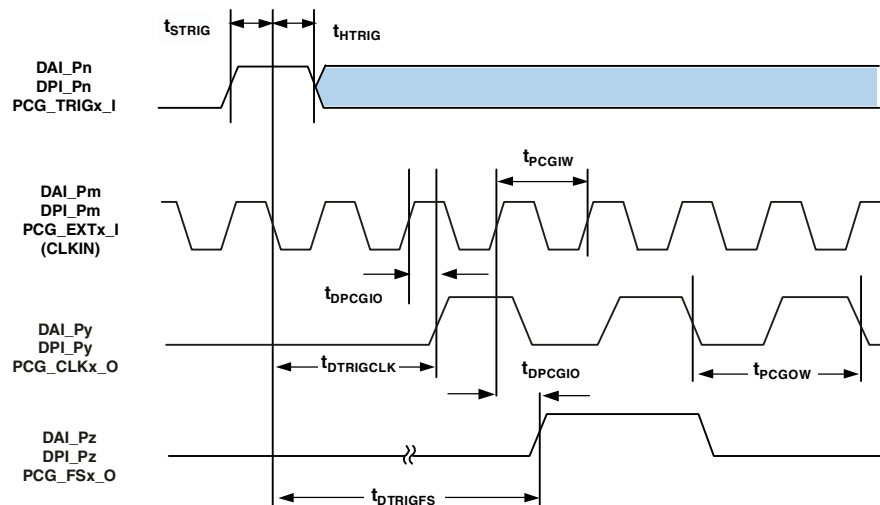 tSTRIG
tHTRIG
DAI_Pn
DPI_Pn
PCG_TRIGx_I
tPCGIW
DAI_Pm
DPI_Pm
PCG_EXTx_I
(CLKIN)
tDPCGIO
DAI_Py
DPI_Py
PCG_CLKx_O
tDTRIGCLK
tDPCGIO
tPCGOW
DAI_Pz
DPI_Pz
PCG_FSx_O
tDTRIGFS